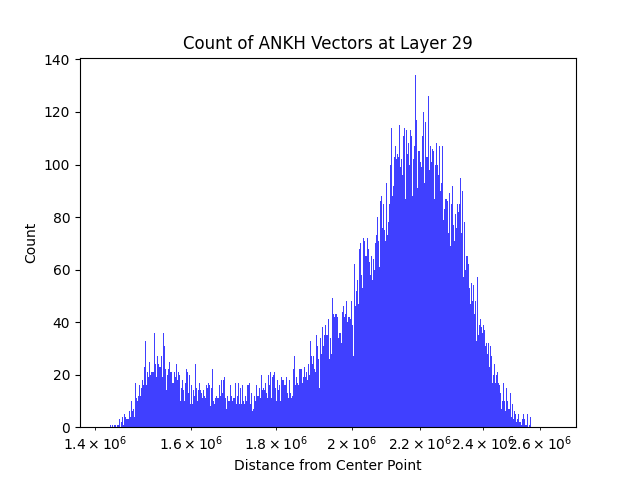 Count of ANKH Vectors at Layer 29
Count
140
120
100
80
60
40
20
0
1.4 × 10⁶ 1.6 × 10⁶ 1.8 × 10⁶ 2 × 10⁶ 2.2 × 10⁶ 2.4 × 10⁶ 2.6 × 10⁶
Distance from Center Point